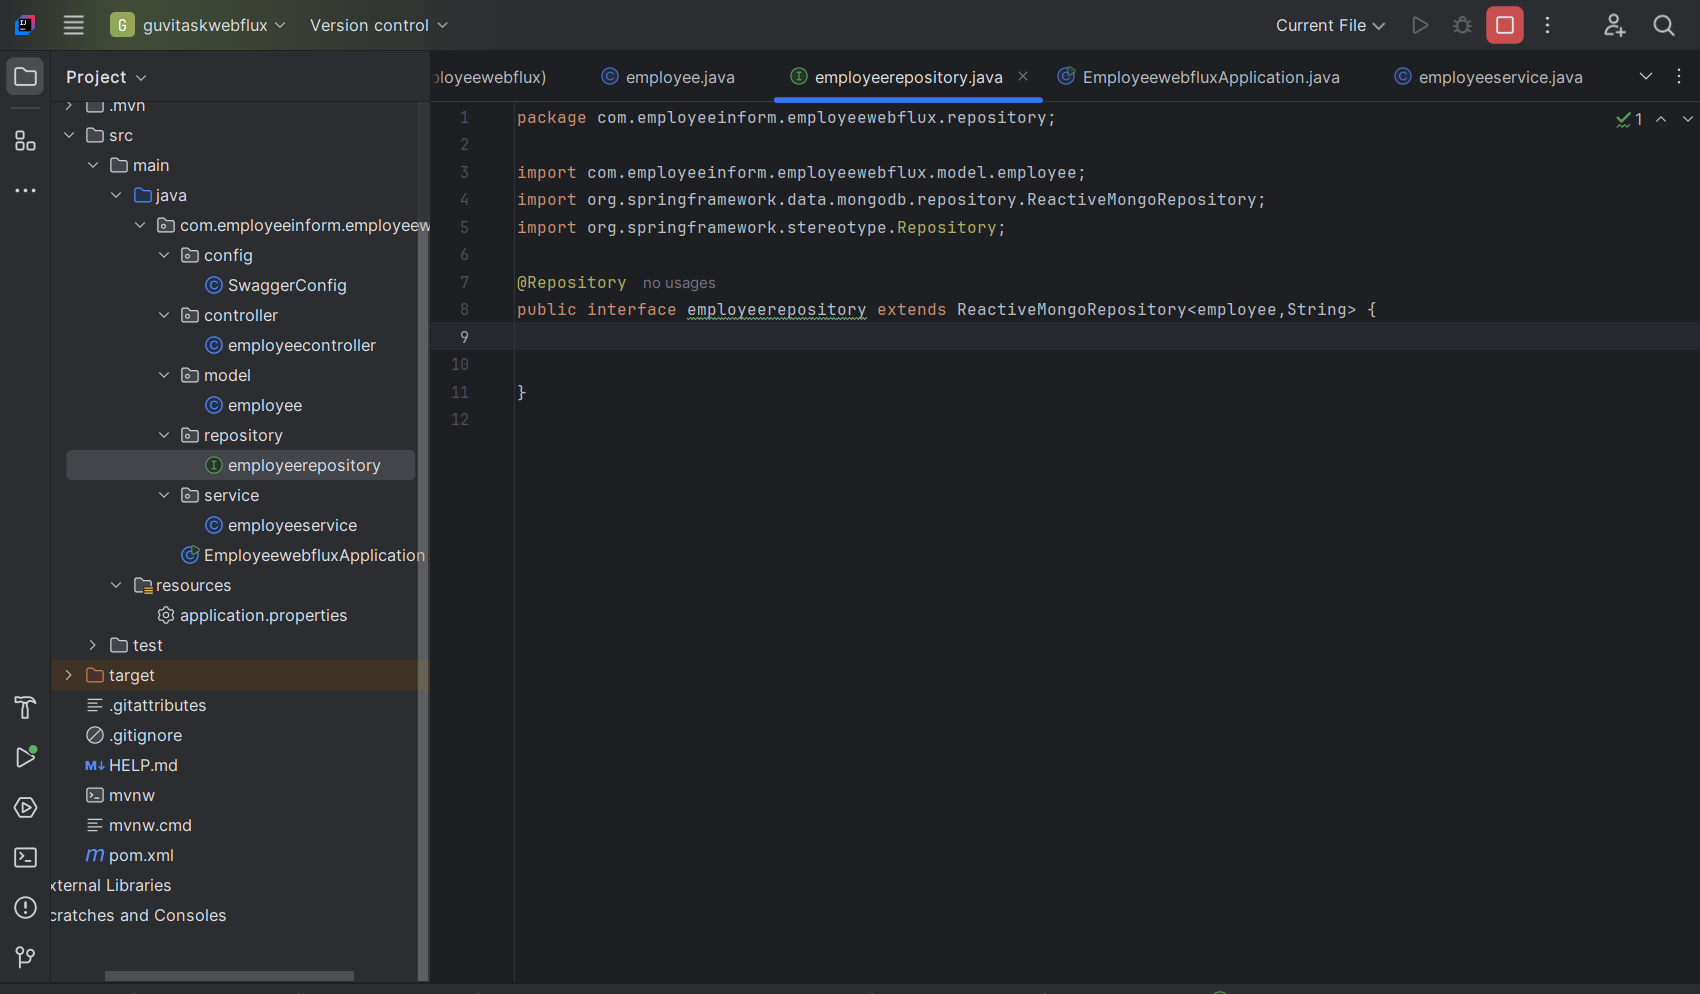 G guvitaskwebflux Version control Current File
Project
.mvn
src
main
java
com.employeeinform.employeew
config
SwaggerConfig
controller
employeecontroller
model
employee
repository
employeerepository
service
employeeservice
EmployeewebfluxApplication
resources
application.properties
test
target
.gitattributes
.gitignore
HELP.md
mvnw
mvnw.cmd
pom.xml
xternal Libraries
cratches and Consoles
ployeewebflux) employee.java employeerepository.java EmployeewebfluxApplication.java employeeservice.java
1 package com.employeeinform.employeewebflux.repository;
2
3 import com.employeeinform.employeewebflux.model.employee;
4 import org.springframework.data.mongodb.repository.ReactiveMongoRepository;
5 import org.springframework.stereotype.Repository;
6
7 @Repository no usages
8 public interface employeerepository extends ReactiveMongoRepository<employee,String> {
9
10
11 }
12
1